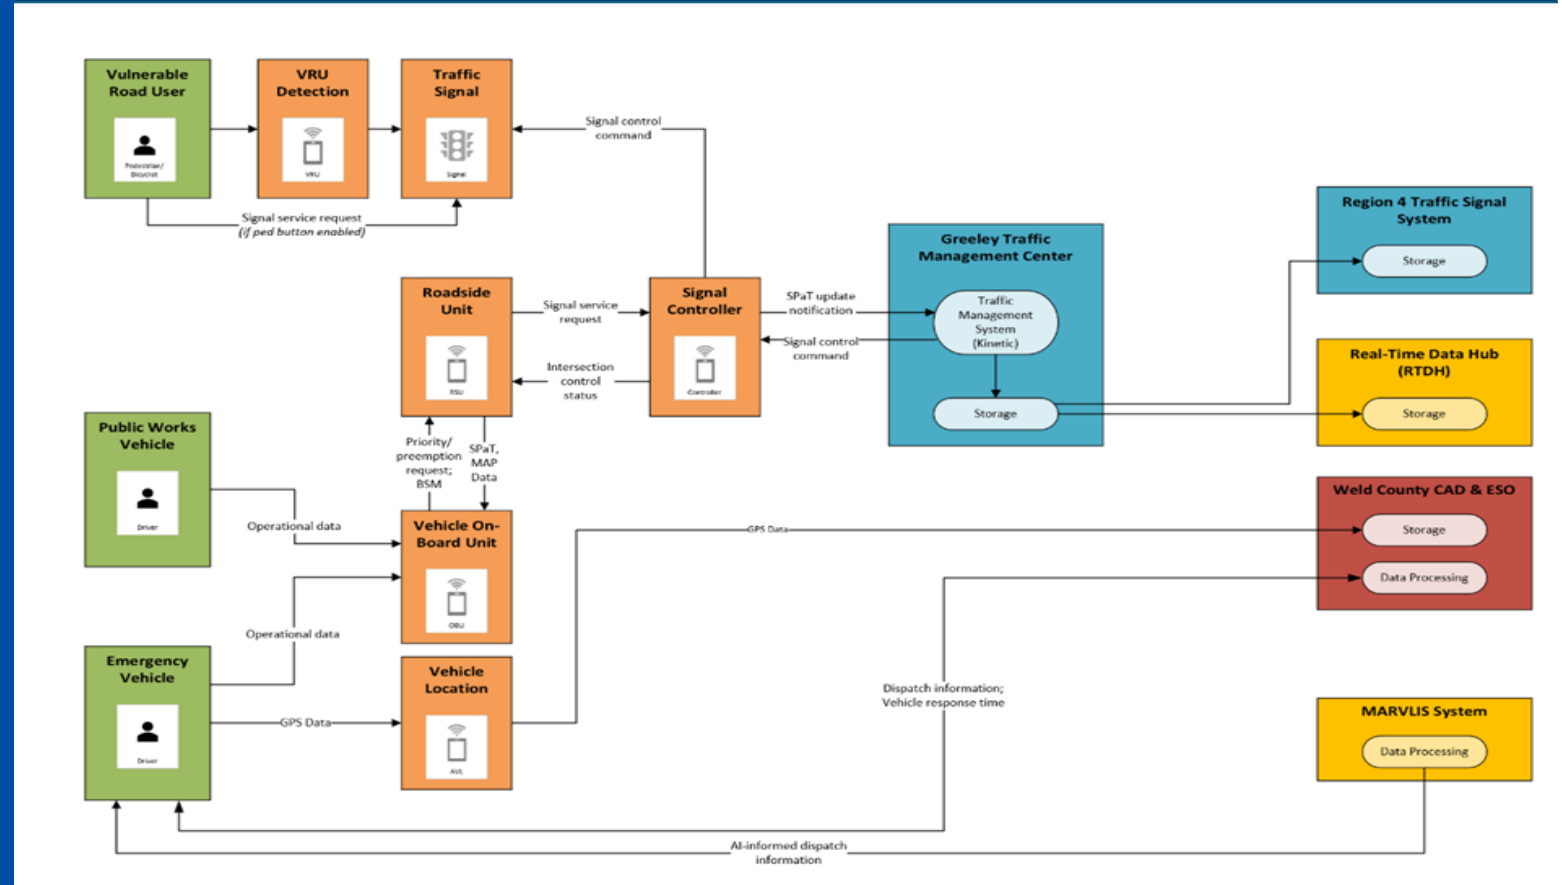 Vulnerable
Road User
Pedestrian/
Bicyclist
VRU
Detection
VRU
Traffic
Signal
Signal
Signal control
command
Signal service request
(if ped button enabled)
Roadside
Unit
RSU
Signal service
request
Intersection
control
status
Signal
Controller
Controller
SPaT update
notification
Signal control
command
Greeley Traffic
Management Center
Traffic
Management
System
(Kinetic)
Storage
Region 4 Traffic Signal
System
Storage
Real-Time Data Hub
(RTDH)
Storage
Public Works
Vehicle
Driver
Operational data
Priority/
preemption
request;
BSM
SPaT,
MAP
Data
Vehicle On-
Board Unit
OBU
GPS Data
Weld County CAD & ESO
Storage
Data Processing
Operational data
Emergency
Vehicle
Driver
GPS Data
Vehicle
Location
AVL
Dispatch information;
Vehicle response time
MARVLIS System
Data Processing
AI-informed dispatch
information